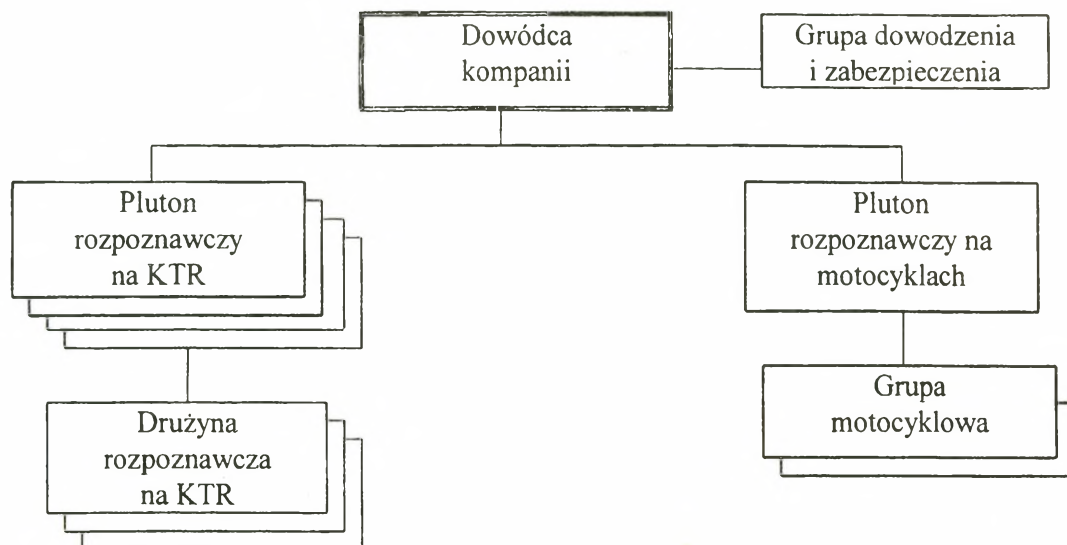 Dowódca
kompanii
Grupa dowodzenia
i zabezpieczenia
Pluton
rozpoznawczy
na KTR
Pluton
rozpoznawczy na
motocyklach
Drużyna
rozpoznawcza
na KTR
Grupa
motocyklowa